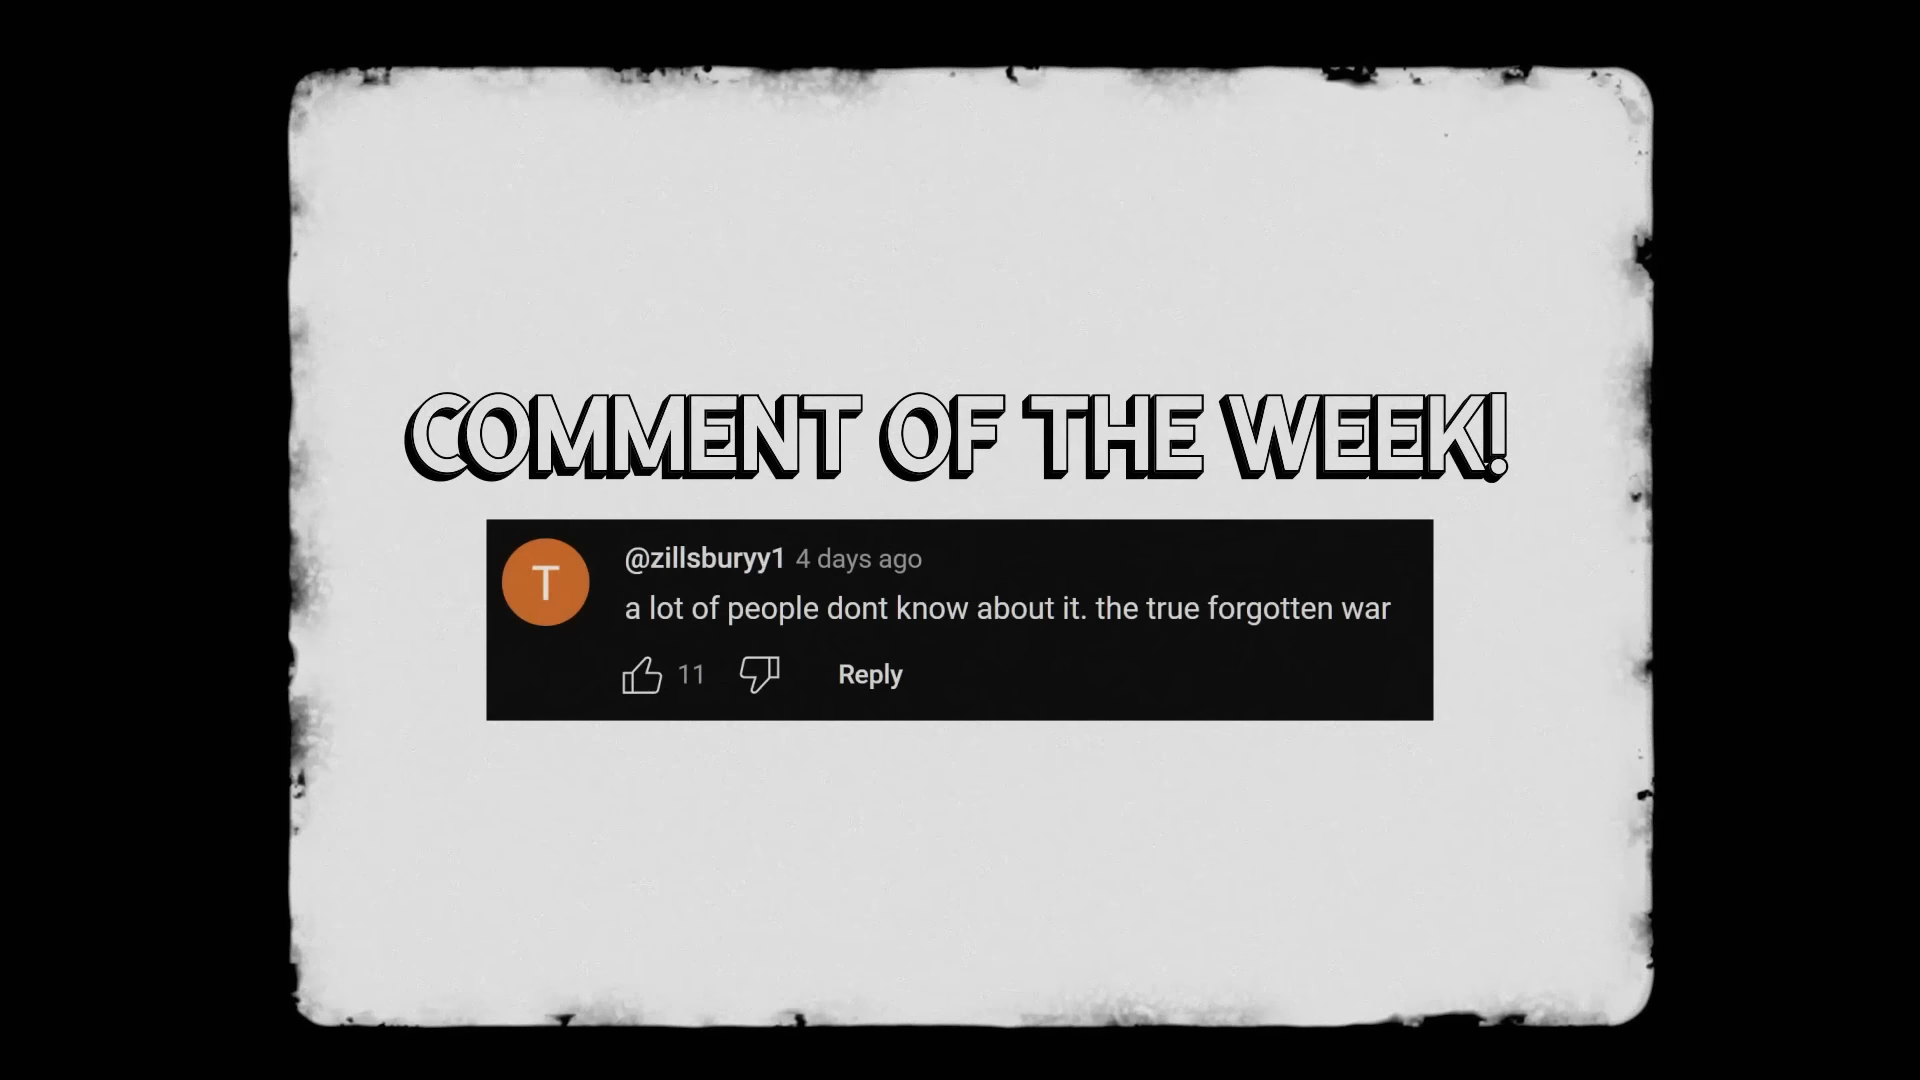 COMMENT OF THE WEEK!
T
@zillsburyy1 4 days ago
a lot of people dont know about it. the true forgotten war
11 Reply